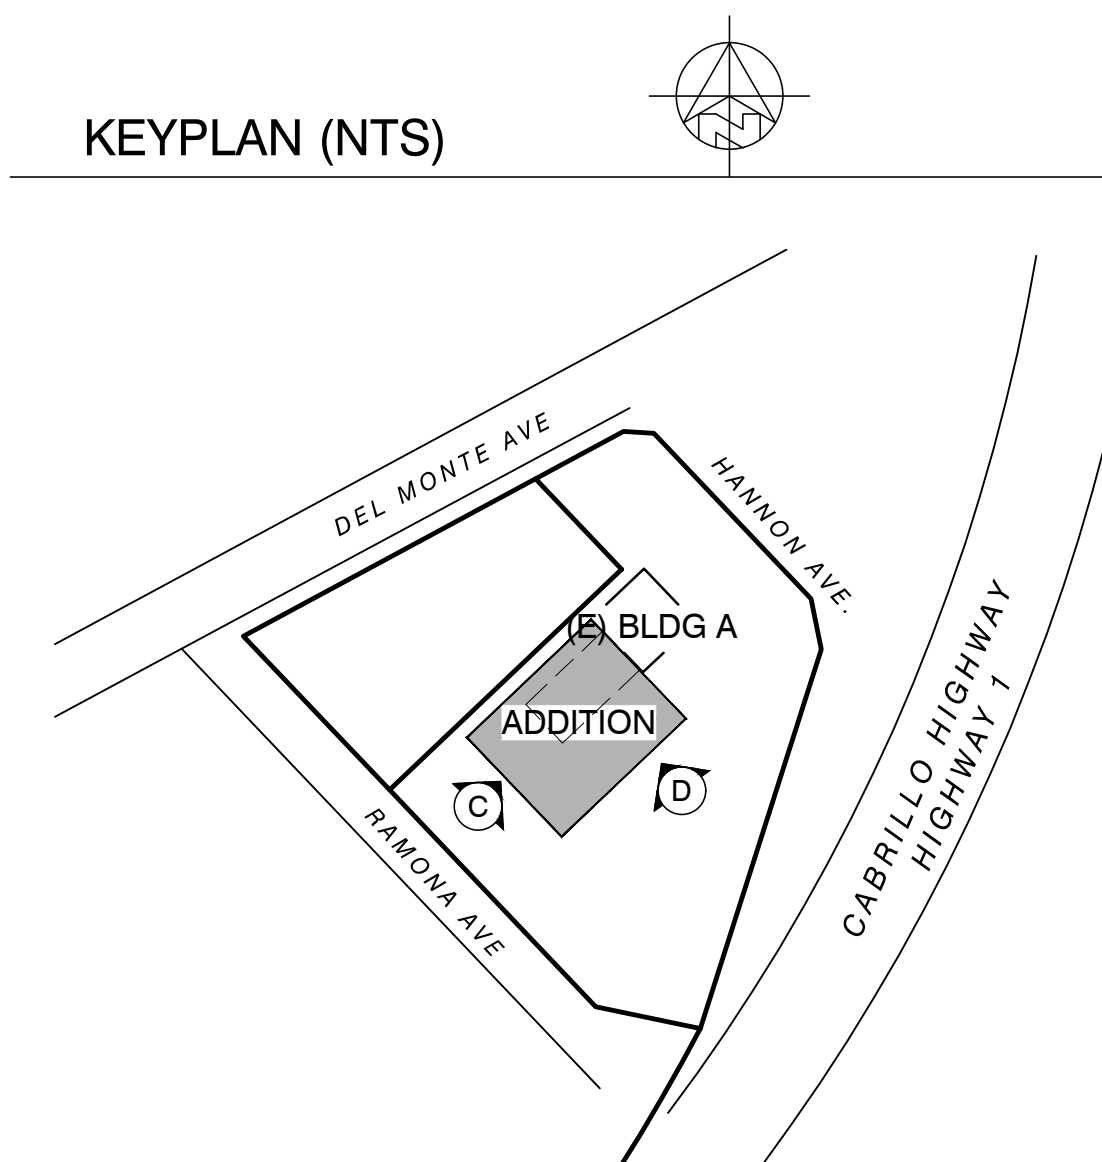 N
KEYPLAN (NTS)
DEL MONTE AVE
HANNON AVE.
(E) BLDG A
ADDITION
C
D
RAMONA AVE
CABRILLO HIGHWAY
HIGHWAY 1